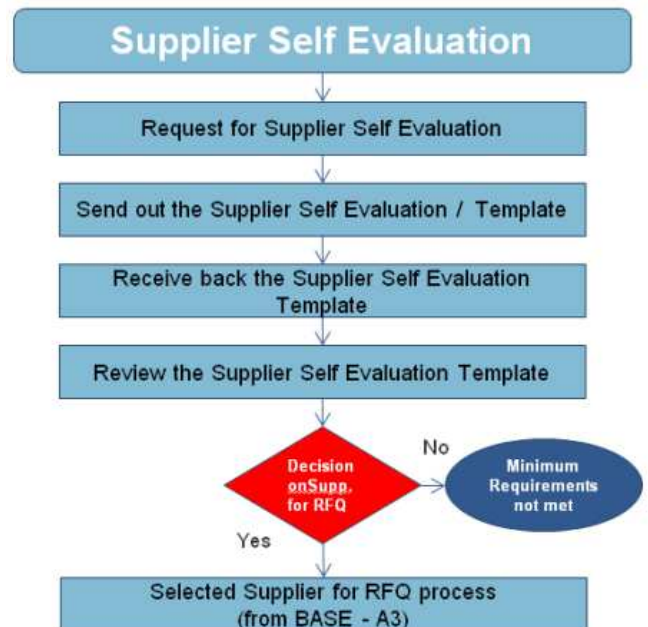 Supplier Self Evaluation
Request for Supplier Self Evaluation
Send out the Supplier Self Evaluation / Template
Receive back the Supplier Self Evaluation
Template
Review the Supplier Self Evaluation Template
Decision
onSupp.
for RFQ
No
Minimum
Requirements
not met
Yes
Selected Supplier for RFQ process
(from BASE - A3)